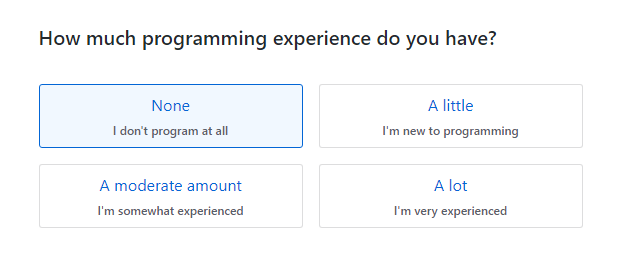 How much programming experience do you have?
None
I don't program at all
A little
I'm new to programming
A moderate amount
I'm somewhat experienced
A lot
I'm very experienced